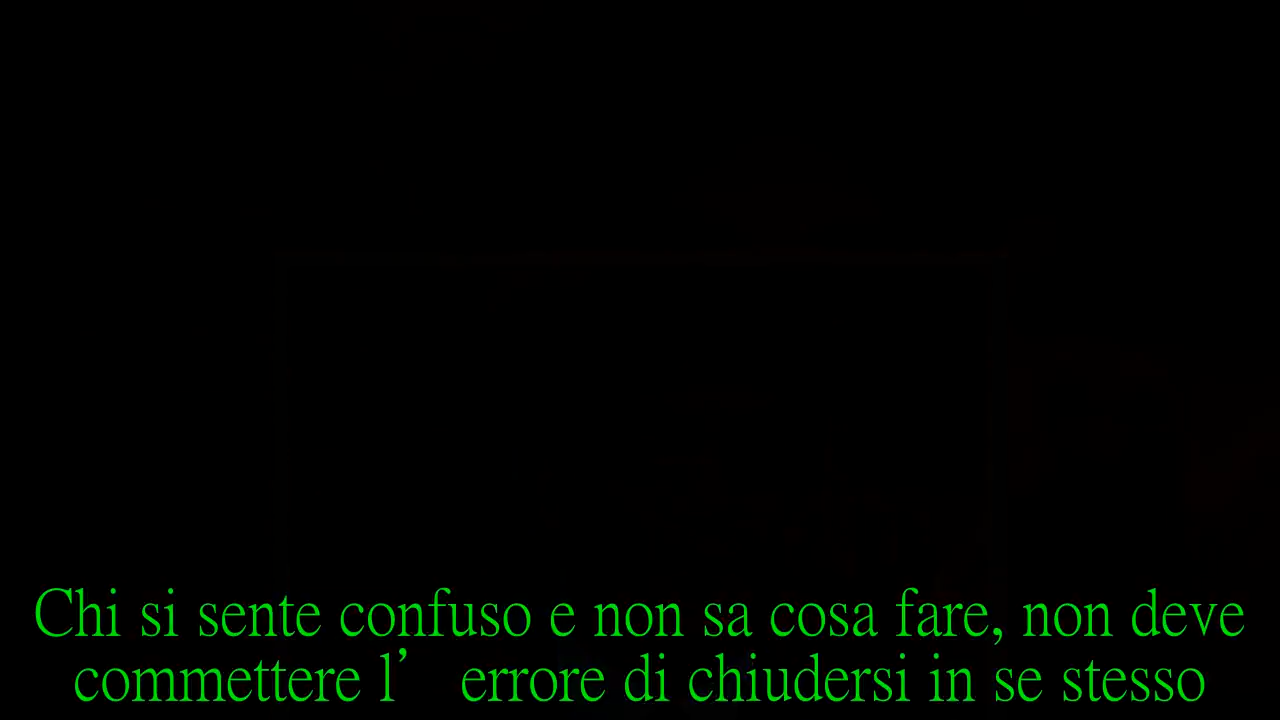 Chi si sente confuso e non sa cosa fare, non deve
commettere l’ errore di chiudersi in se stesso